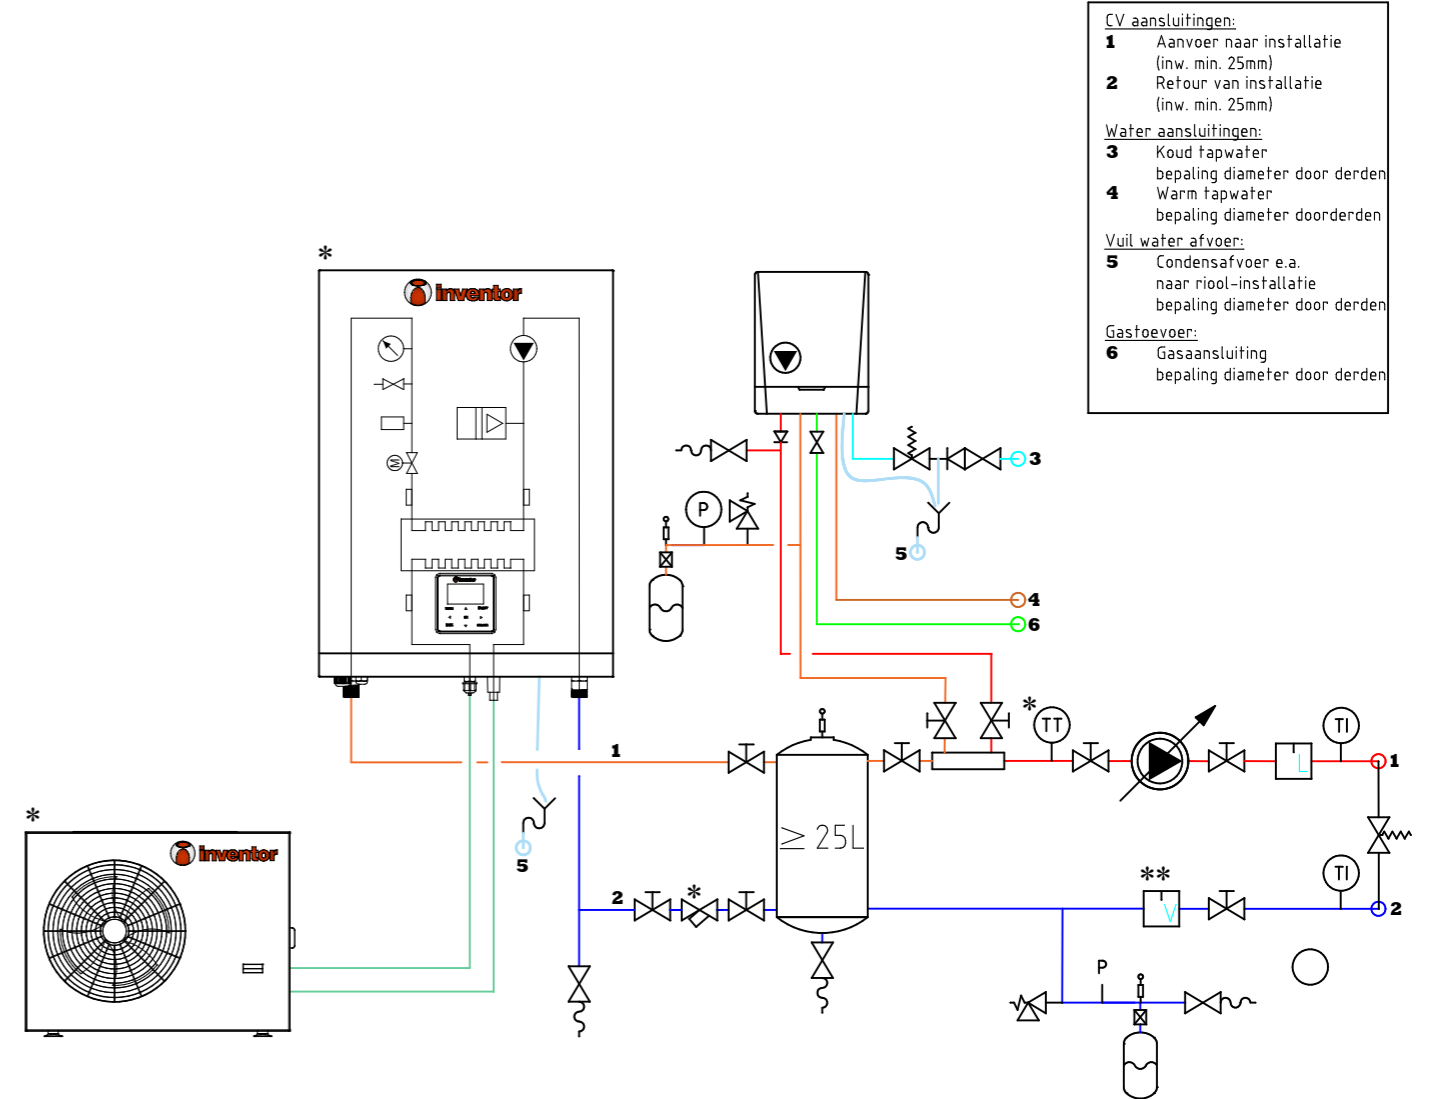 CV aansluitingen:
1 Aanvoer naar installatie
(inw. min. 25mm)
2 Retour van installatie
(inw. min. 25mm)
Water aansluitingen:
3 Koud tapwater
bepaling diameter door derden
4 Warm tapwater
bepaling diameter doorderden
Vuil water afvoer:
5 Condensafvoer e.a.
naar riool-installatie
bepaling diameter door derden
Gastoevoer:
6 Gasaansluiting
bepaling diameter door derden
*
inventor
M
3
P
5
4
6
*
TT
TI
1
L
1
*
inventor
≥ 25L
5
2
*
**
V
TI
2
P